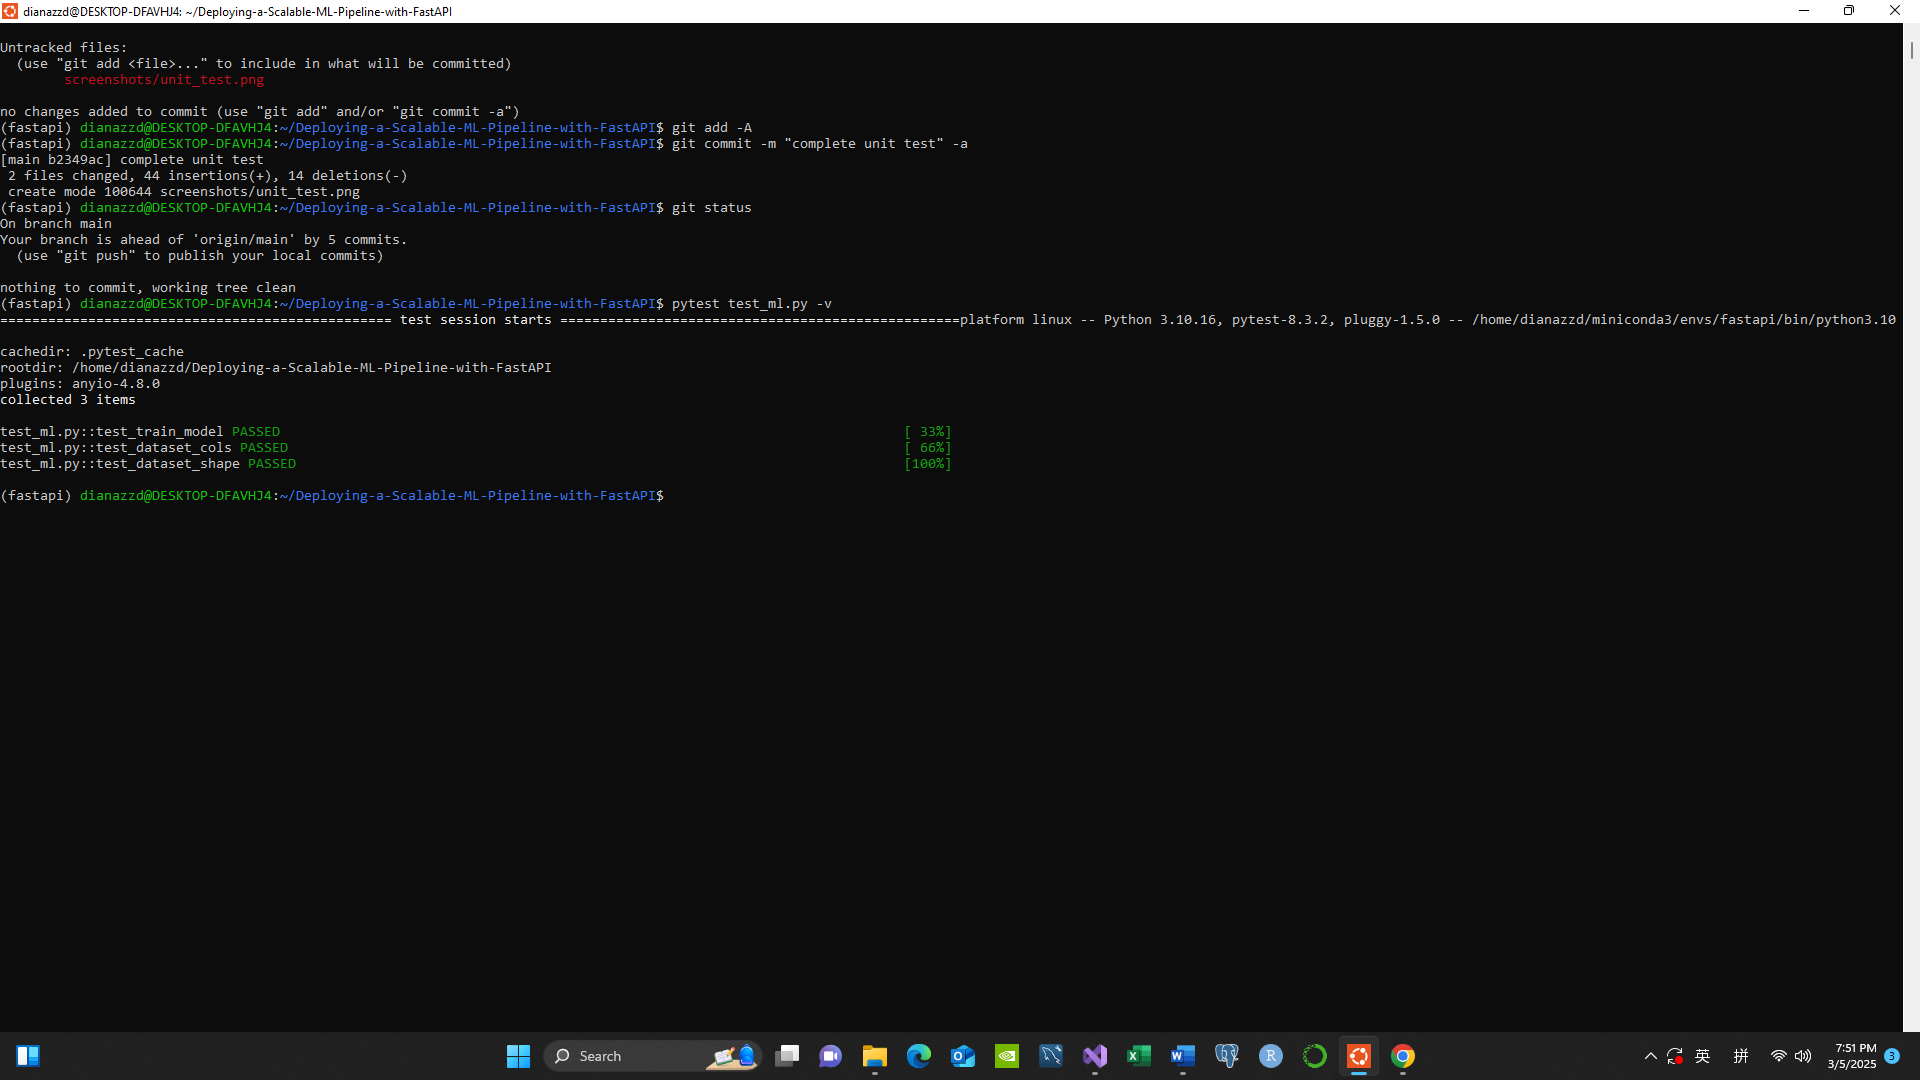 dianazzd@DESKTOP-DFAVHJ4: ~/Deploying-a-Scalable-ML-Pipeline-with-FastAPI
Untracked files:
  (use "git add <file>..." to include in what will be committed)
        screenshots/unit_test.png
no changes added to commit (use "git add" and/or "git commit -a")
(fastapi) dianazzd@DESKTOP-DFAVHJ4:~/Deploying-a-Scalable-ML-Pipeline-with-FastAPI$ git add -A
(fastapi) dianazzd@DESKTOP-DFAVHJ4:~/Deploying-a-Scalable-ML-Pipeline-with-FastAPI$ git commit -m "complete unit test" -a
[main b2349ac] complete unit test
 2 files changed, 44 insertions(+), 14 deletions(-)
 create mode 100644 screenshots/unit_test.png
(fastapi) dianazzd@DESKTOP-DFAVHJ4:~/Deploying-a-Scalable-ML-Pipeline-with-FastAPI$ git status
On branch main
Your branch is ahead of 'origin/main' by 5 commits.
  (use "git push" to publish your local commits)
nothing to commit, working tree clean
(fastapi) dianazzd@DESKTOP-DFAVHJ4:~/Deploying-a-Scalable-ML-Pipeline-with-FastAPI$ pytest test_ml.py -v
================================================= test session starts ==================================================platform linux -- Python 3.10.16, pytest-8.3.2, pluggy-1.5.0 -- /home/dianazzd/miniconda3/envs/fastapi/bin/python3.10
cachedir: .pytest_cache
rootdir: /home/dianazzd/Deploying-a-Scalable-ML-Pipeline-with-FastAPI
plugins: anyio-4.8.0
collected 3 items
test_ml.py::test_train_model PASSED [ 33%]
test_ml.py::test_dataset_cols PASSED [ 66%]
test_ml.py::test_dataset_shape PASSED [100%]
(fastapi) dianazzd@DESKTOP-DFAVHJ4:~/Deploying-a-Scalable-ML-Pipeline-with-FastAPI$
Search
英 拼
7:51 PM
3/5/2025
3